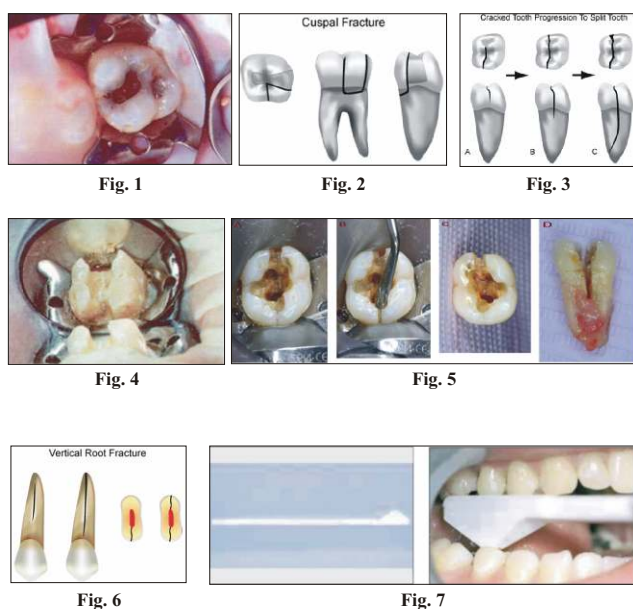 Cuspal Fracture
Cracked Tooth Progression To Split Tooth
A B C
Fig. 1
Fig. 2
Fig. 3
A B C D
Fig. 4
Fig. 5
Vertical Root Fracture
Fig. 6
Fig. 7